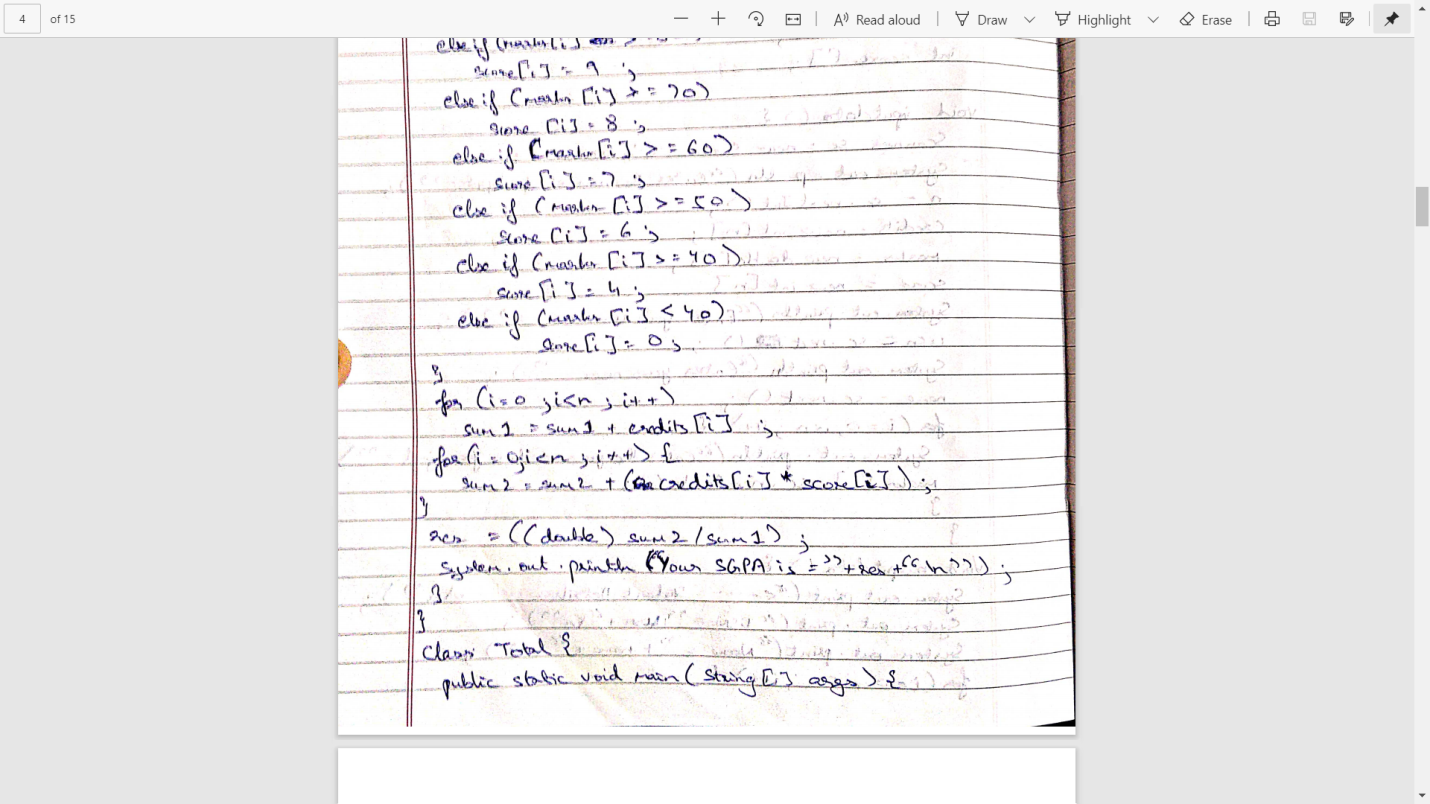 4 of 15 Read aloud Draw Highlight Erase
else if (marks[i]
score[i] = 9 ;
else if (marks [i] >= 70)
score [i] = 8 ;
else if (marks [i] >= 60)
score [i] = 7 ;
else if (marks [i] >= 50)
score [i] = 6 ;
else if (marks [i] >= 40)
score [i] = 4 ;
else if (marks [i] < 40)
score[i] = 0 ;
}
for (i=0 ; i<n ; i++)
sum1 = sum1 + credits [i] ;
for (i = 0; i<n ; i++) {
sum2 = sum2 + (credits[i] * score[i]) ;
}
res = ((double) sum2 / sum1) ;
System.out.println ("Your SGPA is =" + res + "\n") ;
}
}
class Total {
public static void main (String [] args) {